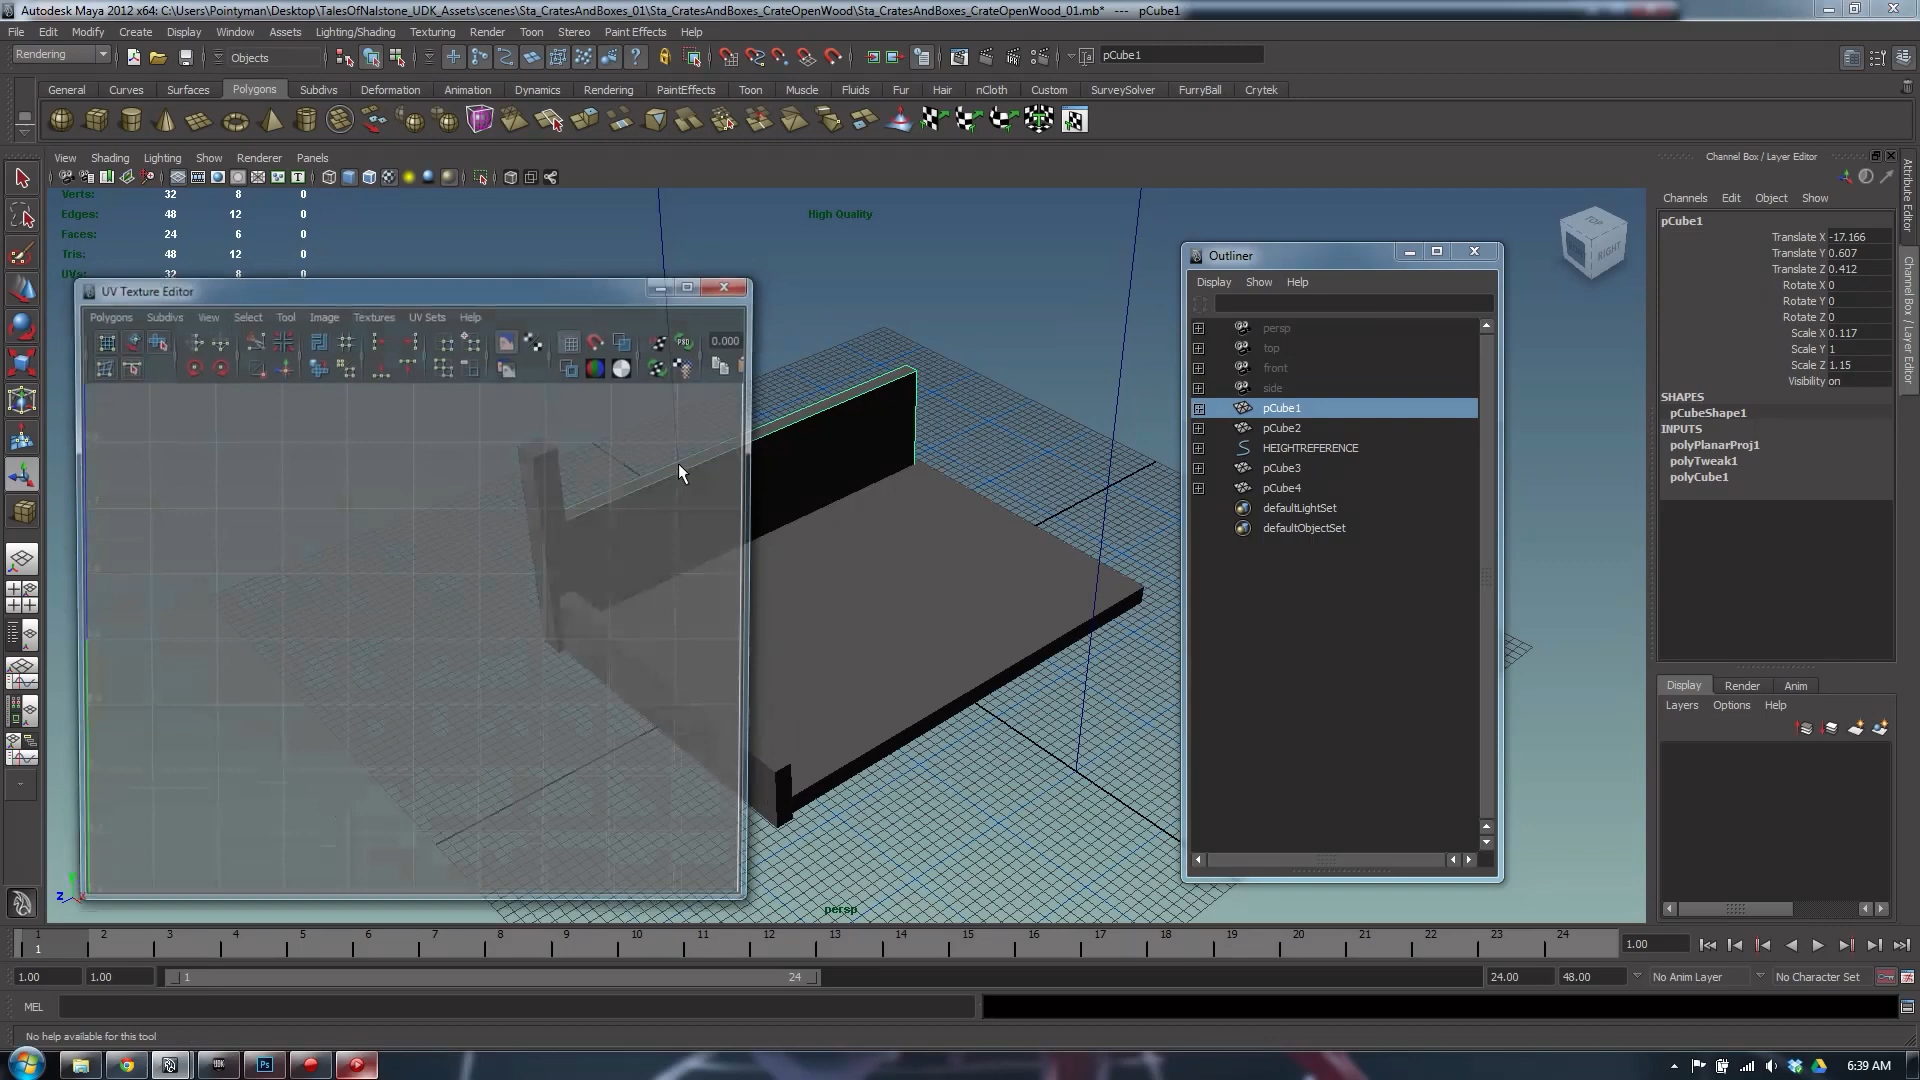 Autodesk Maya 2012 x64: C:\Users\Pointyman\Desktop\TalesOfNalstone_UDK_Assets\scenes\Sta_CratesAndBoxes_01\Sta_CratesAndBoxes_CrateOpenWood\Sta_CratesAndBoxes_CrateOpenWood_01.mb* --- pCube1
File Edit Modify Create Display Window Assets Lighting/Shading Texturing Render Toon Stereo Paint Effects Help
Rendering Objects pCube1
General Curves Surfaces Polygons Subdivs Deformation Animation Dynamics Rendering PaintEffects Toon Muscle Fluids Fur Hair nCloth Custom SurveySolver FurryBall Crytek
View Shading Lighting Show Renderer Panels
Channel Box / Layer Editor
Attribute Editor
Channel Box / Layer Editor
Channels Edit Object Show
Verts: 32 8 0
Edges: 48 12 0
Faces: 24 6 0
Tris: 48 12 0
UVs: 32 8 0
High Quality
TOP
RIGHT
pCube1
Translate X -17.166
Translate Y 0.607
Translate Z 0.412
Rotate X 0
Rotate Y 0
Rotate Z 0
Scale X 0.117
Scale Y 1
Scale Z 1.15
Visibility on
SHAPES
pCubeShape1
INPUTS
polyPlanarProj1
polyTweak1
polyCube1
UV Texture Editor
Polygons Subdivs View Select Tool Image Textures UV Sets Help
0.000
Outliner
Display Show Help
persp
top
front
side
pCube1
pCube2
HEIGHTREFERENCE
pCube3
pCube4
defaultLightSet
defaultObjectSet
Display Render Anim
Layers Options Help
persp
1 2 3 4 5 6 7 8 9 10 11 12 13 14 15 16 17 18 19 20 21 22 23 24
1
1.00
1.00 1.00 1 24 24.00 48.00 No Anim Layer No Character Set
MEL
No help available for this tool
Ps
6:39 AM